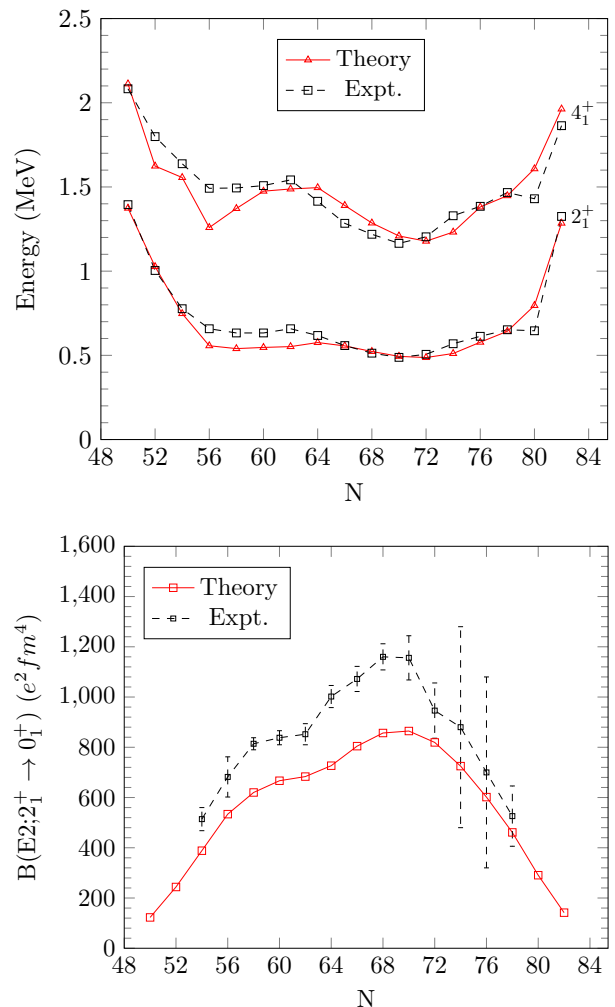 2.5
2
1.5
1
0.5
0
Energy (MeV)
Theory
Expt.
4₁⁺
2₁⁺
48 52 56 60 64 68 72 76 80 84
N
1,600
1,400
1,200
1,000
800
600
400
200
0
B(E2:2₁⁺ → 0₁⁺) (e²fm⁴)
Theory
Expt.
48 52 56 60 64 68 72 76 80 84
N